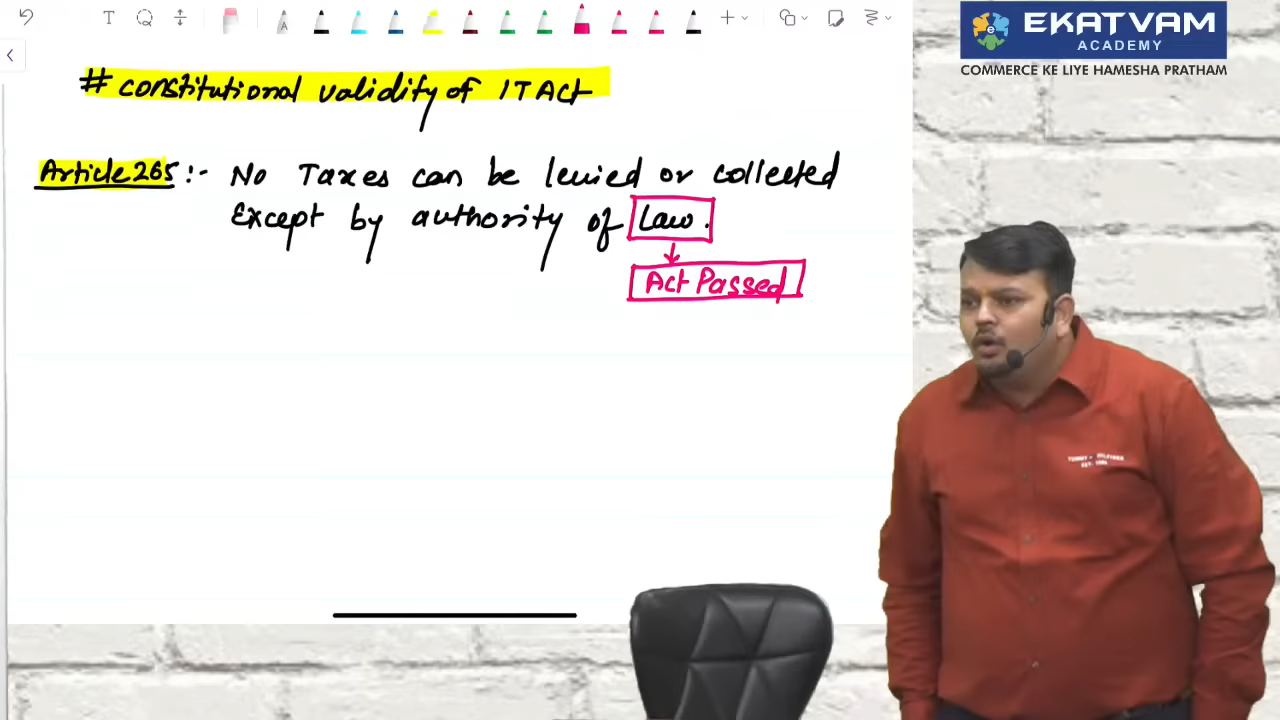 EKATVAM
ACADEMY
COMMERCE KE LIYE HAMESHA PRATHAM
# constitutional validity of IT Act
Article 265 :- No Taxes can be levied or collected
Except by authority of Law.
Act Passed